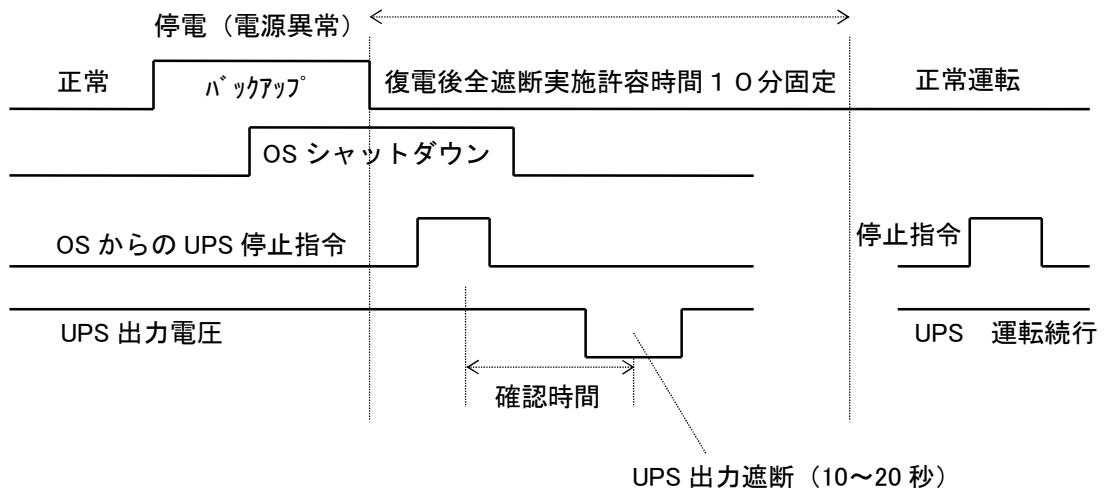 停電（電源異常）
正常
ﾊﾞｯｸｱｯﾌﾟ
復電後全遮断実施許容時間１０分固定
正常運転
OS シャットダウン
OS からの UPS 停止指令
停止指令
UPS 出力電圧
UPS　運転続行
確認時間
UPS 出力遮断（10～20 秒）